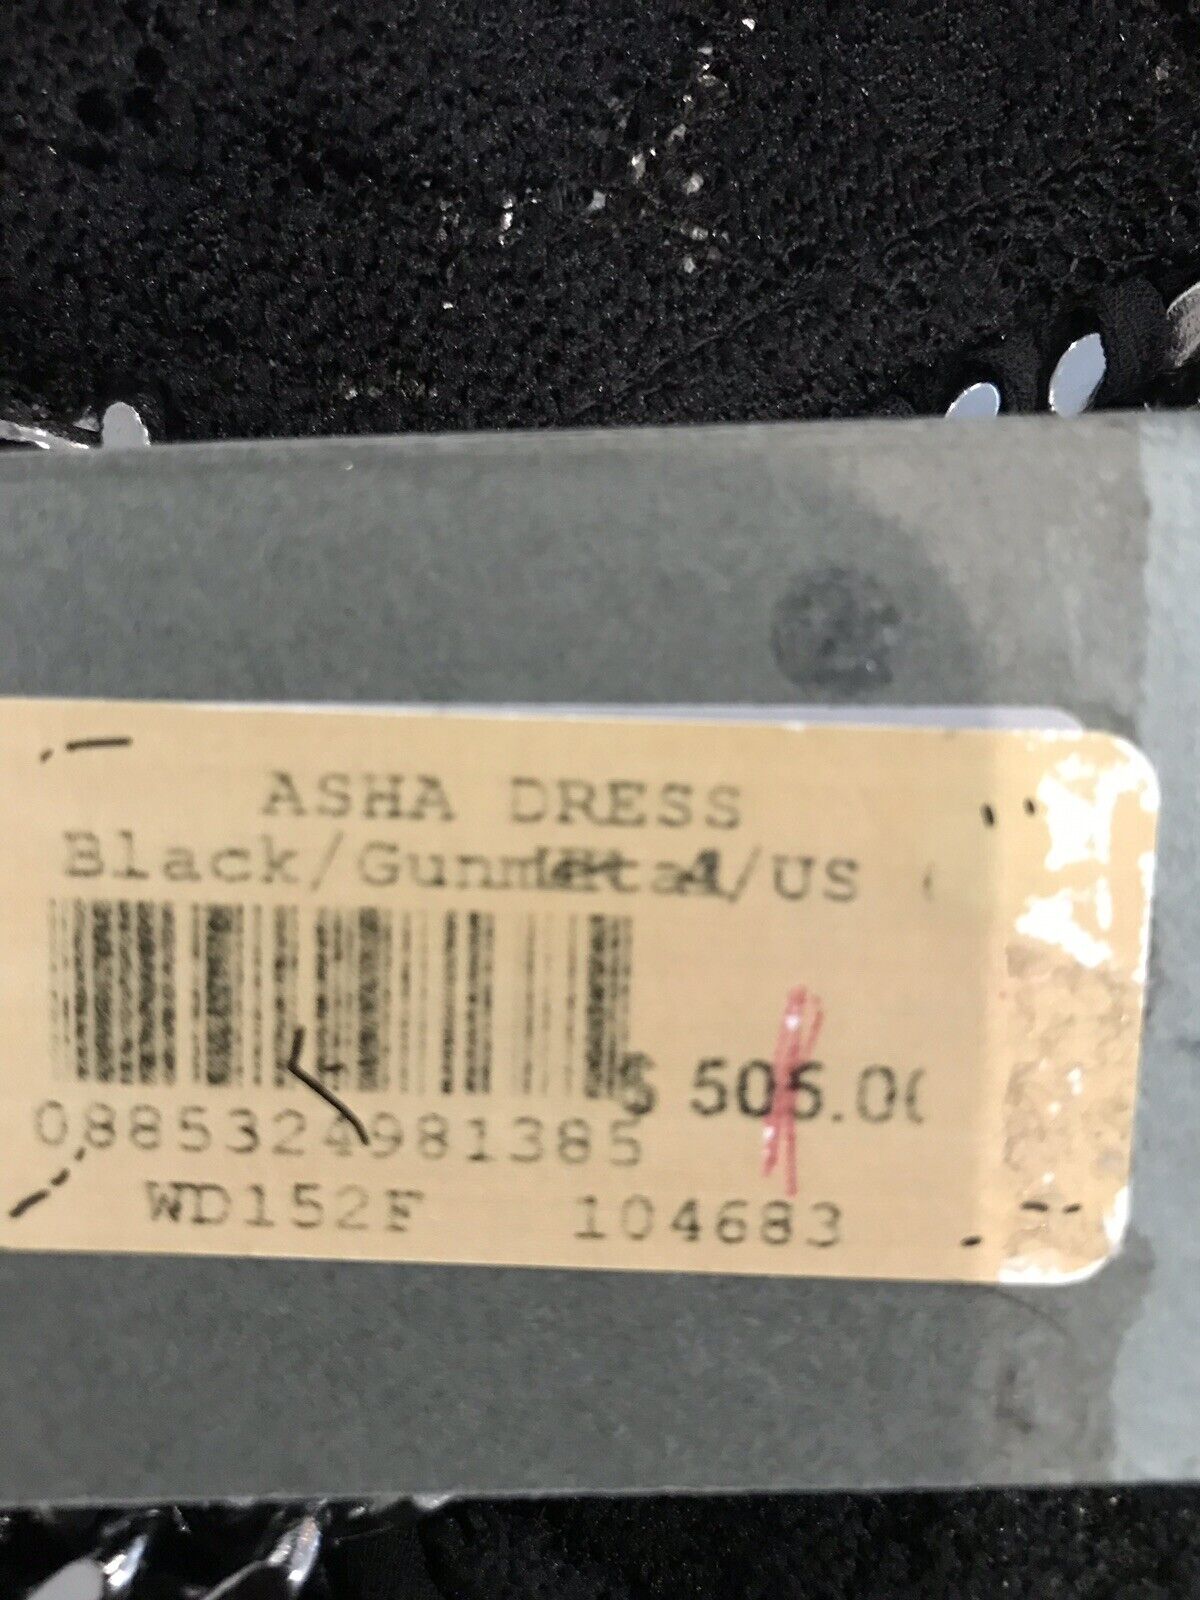 ASHA DRESS
Black/Gunmetal/US
$ 505.00
0885324981385
WD152F 104683